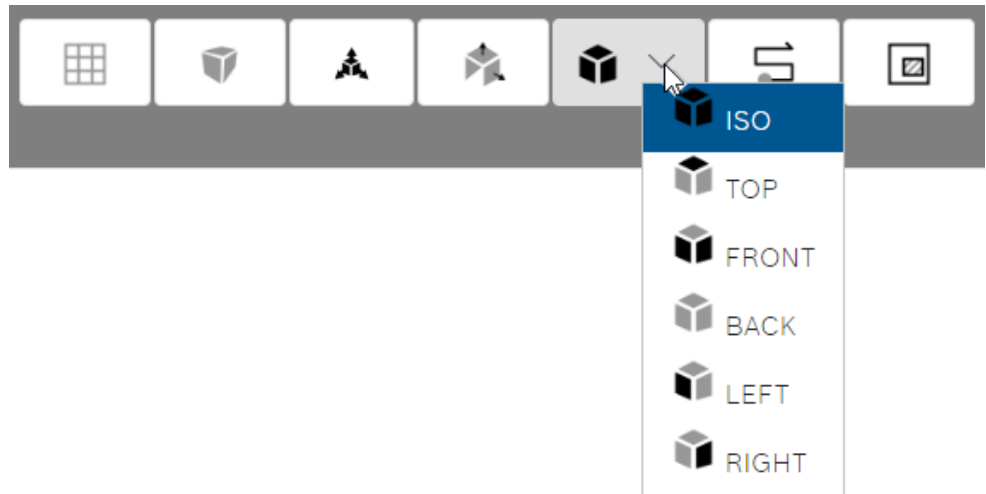 ISO
TOP
FRONT
BACK
LEFT
RIGHT